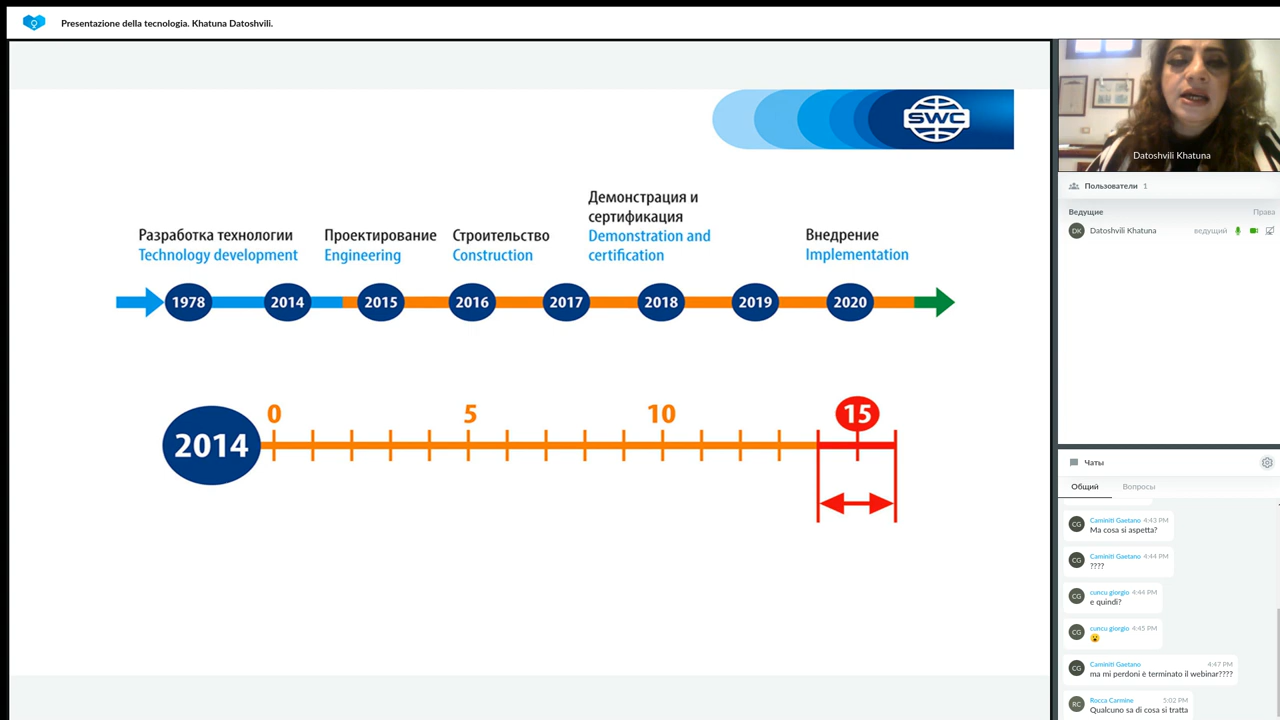 Presentazione della tecnologia. Khatuna Datoshvili.
SWC
Разработка технологии
Technology development
Проектирование
Engineering
Строительство
Construction
Демонстрация и
сертификация
Demonstration and
certification
Внедрение
Implementation
1978
2014
2015
2016
2017
2018
2019
2020
2014
0
5
10
15
Datoshvili Khatuna
Пользователи 1
Ведущие Права
DK Datoshvili Khatuna ведущий
Чаты
Общий Вопросы
CG Caminiti Gaetano 4:43 PM
Ma cosa si aspetta?
CG Caminiti Gaetano 4:44 PM
????
CG cuncu giorgio 4:44 PM
e quindi?
CG cuncu giorgio 4:45 PM
😮
CG Caminiti Gaetano 4:47 PM
ma mi perdoni è terminato il webinar????
RC Rocca Carmine 5:02 PM
Qualcuno sa di cosa si tratta